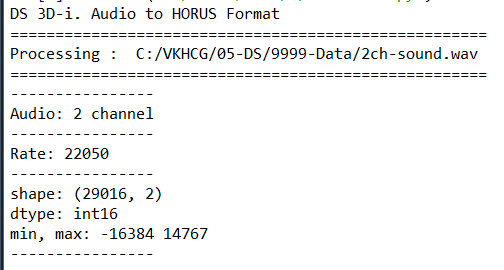 DS 3D-i. Audio to HORUS Format
=====================================================
Processing :  C:/VKHCG/05-DS/9999-Data/2ch-sound.wav
=====================================================
----------------
Audio: 2 channel
----------------
Rate: 22050
----------------
shape: (29016, 2)
dtype: int16
min, max: -16384 14767
----------------